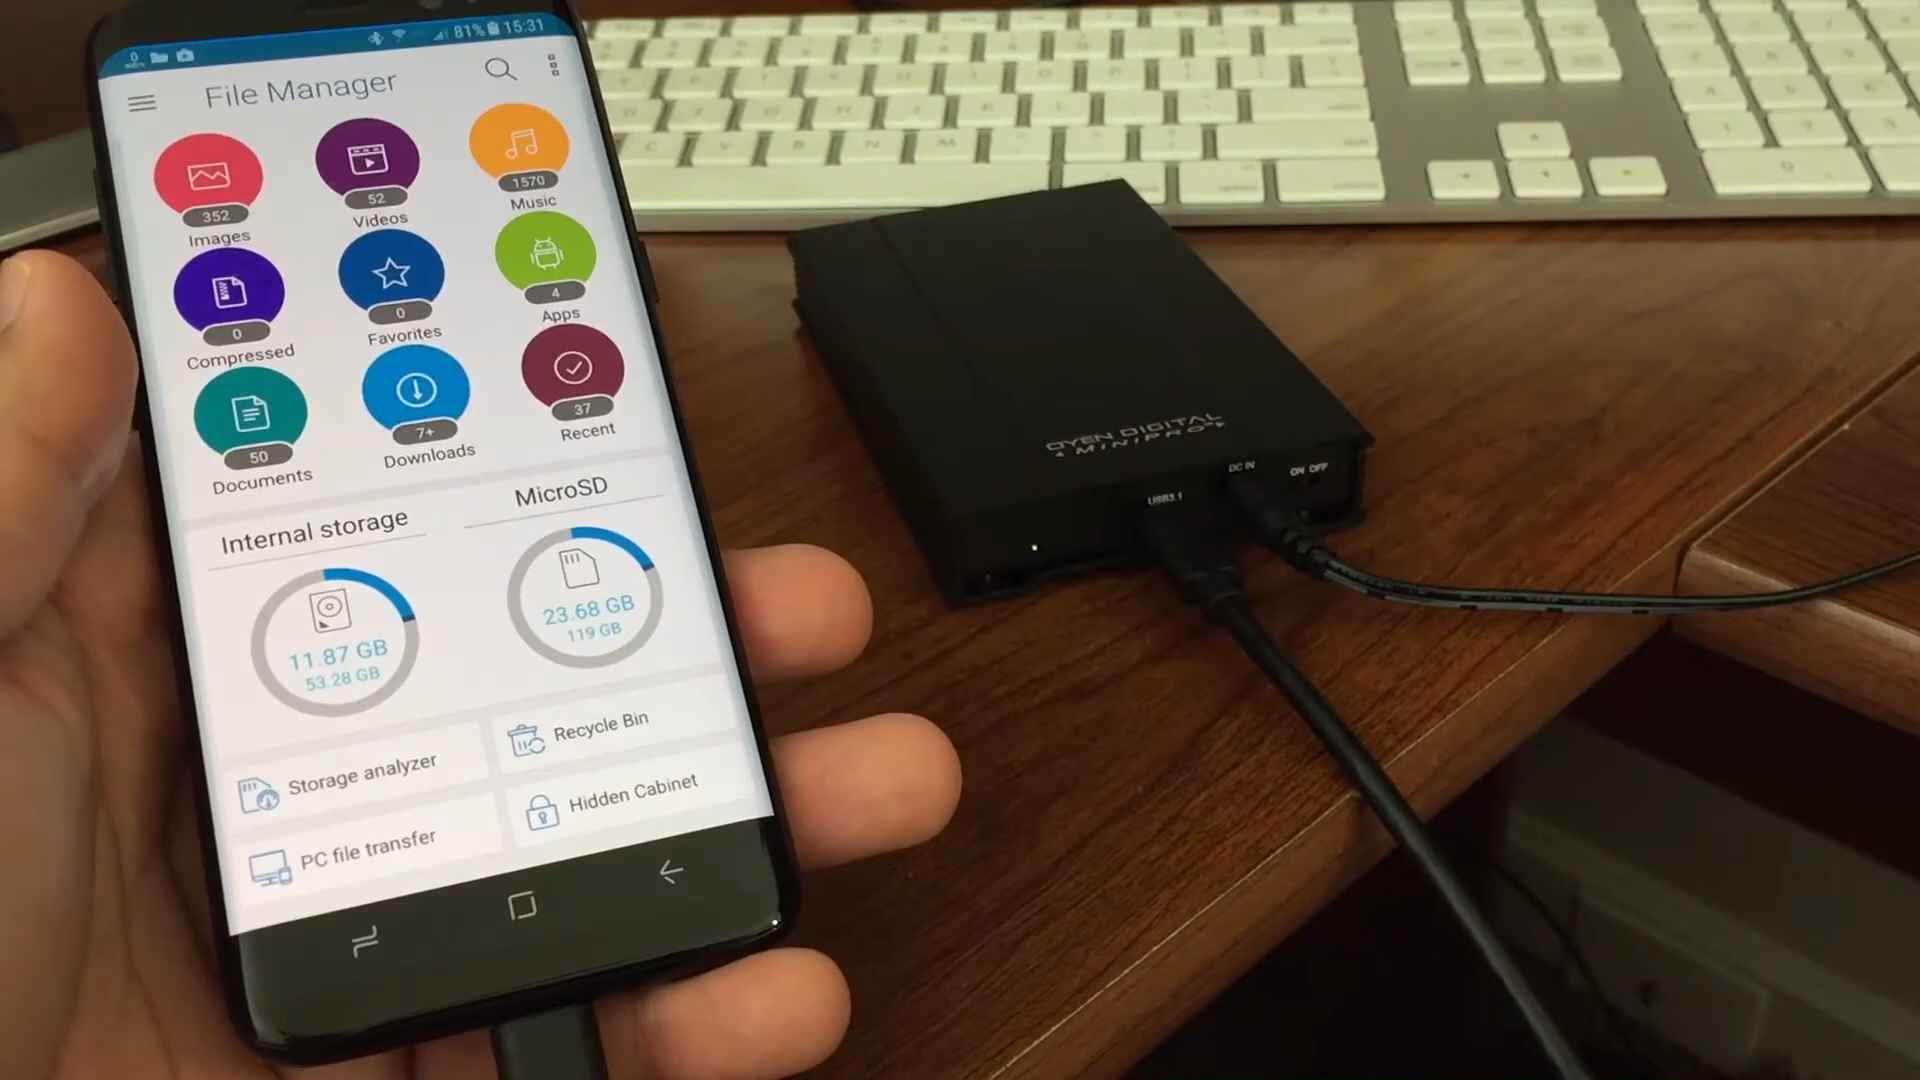 81% 15:31
File Manager
352
Images
52
Videos
1570
Music
0
Compressed
0
Favorites
4
Apps
50
Documents
7+
Downloads
37
Recent
Internal storage
MicroSD
11.87 GB
53.28 GB
23.68 GB
119 GB
Storage analyzer
Recycle Bin
PC file transfer
Hidden Cabinet
OYEN DIGITAL
MINIPRO
USB3.1
DC IN
ON OFF
C V B N M